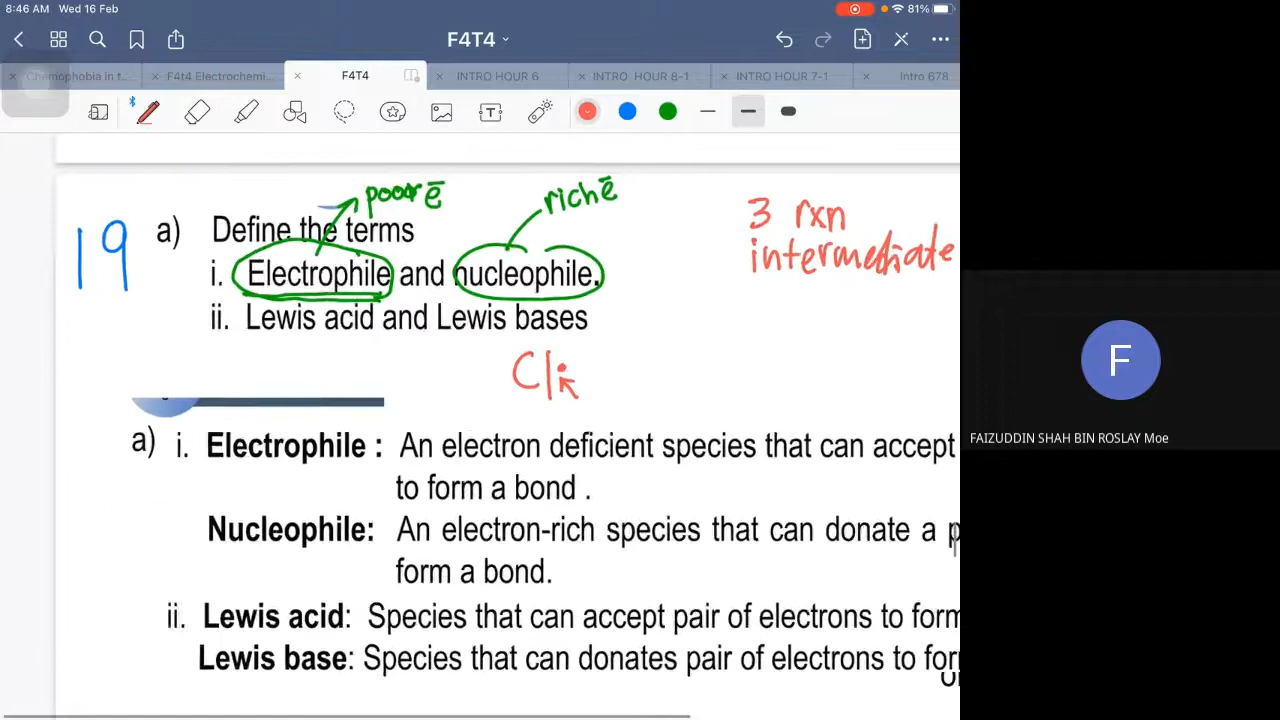 8:46 AM Wed 16 Feb
81%
F4T4
Chemophobia in t...
F4t4 Electrochemi...
F4T4
INTRO HOUR 6
INTRO HOUR 8-1
INTRO HOUR 7-1
Intro 678
poor ē
rich ē
3 rxn
intermediate
19
a) Define the terms
i. Electrophile and nucleophile.
ii. Lewis acid and Lewis bases
Cl•
a) i. Electrophile : An electron deficient species that can accept
to form a bond .
Nucleophile: An electron-rich species that can donate a
form a bond.
ii. Lewis acid: Species that can accept pair of electrons to form
Lewis base: Species that can donates pair of electrons to for
F
FAIZUDDIN SHAH BIN ROSLAY Moe